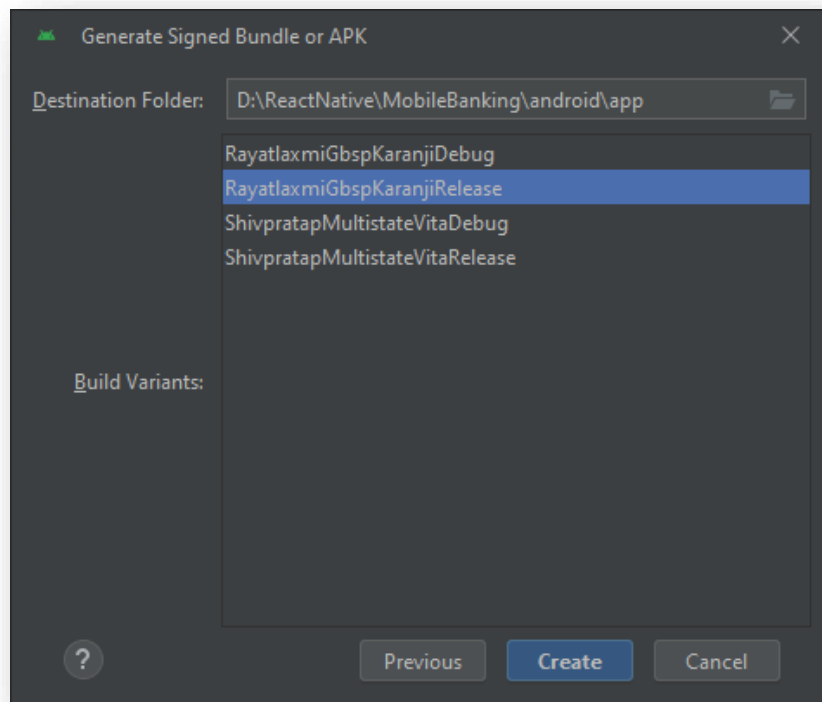 Generate Signed Bundle or APK
Destination Folder: D:\ReactNative\MobileBanking\android\app
RayatlaxmiGbspKaranjiDebug
RayatlaxmiGbspKaranjiRelease
ShivpratapMultistateVitaDebug
ShivpratapMultistateVitaRelease
Build Variants:
? Previous Create Cancel